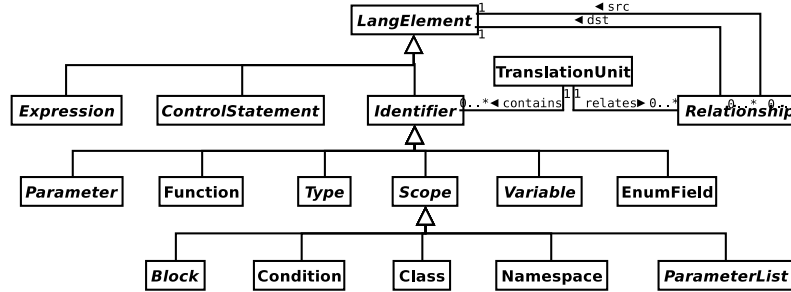 LangElement
1
◄ src
◄ dst
1
TranslationUnit
Expression
ControlStatement
Identifier
0..*
◄ contains
1
1
relates►
0..*
Relationship
0..*
0..
Parameter
Function
Type
Scope
Variable
EnumField
Block
Condition
Class
Namespace
ParameterList